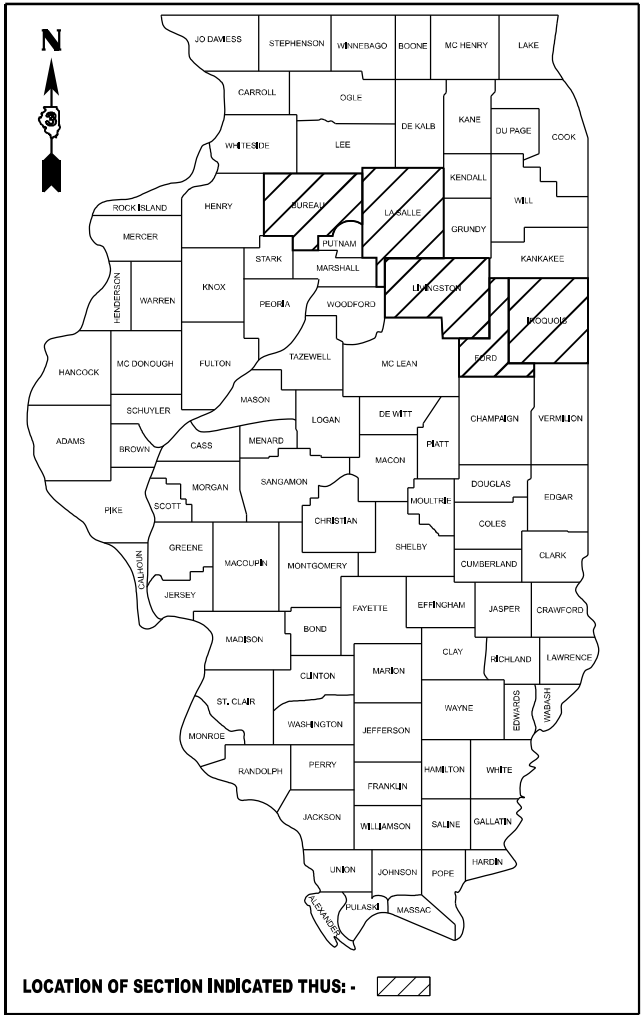 JO DAVIESS
STEPHENSON
WINNEBAGO
BOONE
MC HENRY
LAKE
N
3
CARROLL
OGLE
DE KALB
KANE
DU PAGE
COOK
WHITESIDE
LEE
KENDALL
WILL
ROCK ISLAND
HENRY
BUREAU
LA SALLE
GRUNDY
MERCER
PUTNAM
STARK
MARSHALL
KANKAKEE
HENDERSON
WARREN
KNOX
PEORIA
WOODFORD
LIVINGSTON
IROQUOIS
FORD
HANCOCK
MC DONOUGH
FULTON
TAZEWELL
MC LEAN
MASON
SCHUYLER
LOGAN
DE WITT
CHAMPAIGN
VERMILION
ADAMS
BROWN
CASS
MENARD
PIATT
MACON
MORGAN
SANGAMON
DOUGLAS
EDGAR
PIKE
SCOTT
CHRISTIAN
MOULTRIE
COLES
GREENE
MACOUPIN
MONTGOMERY
SHELBY
CUMBERLAND
CLARK
CALHOUN
JERSEY
FAYETTE
EFFINGHAM
JASPER
CRAWFORD
MADISON
BOND
CLAY
RICHLAND
LAWRENCE
CLINTON
MARION
ST. CLAIR
WAYNE
EDWARDS
WABASH
WASHINGTON
JEFFERSON
MONROE
RANDOLPH
PERRY
HAMILTON
WHITE
FRANKLIN
JACKSON
WILLIAMSON
SALINE
GALLATIN
UNION
JOHNSON
POPE
HARDIN
ALEXANDER
PULASKI
MASSAC
LOCATION OF SECTION INDICATED THUS: -